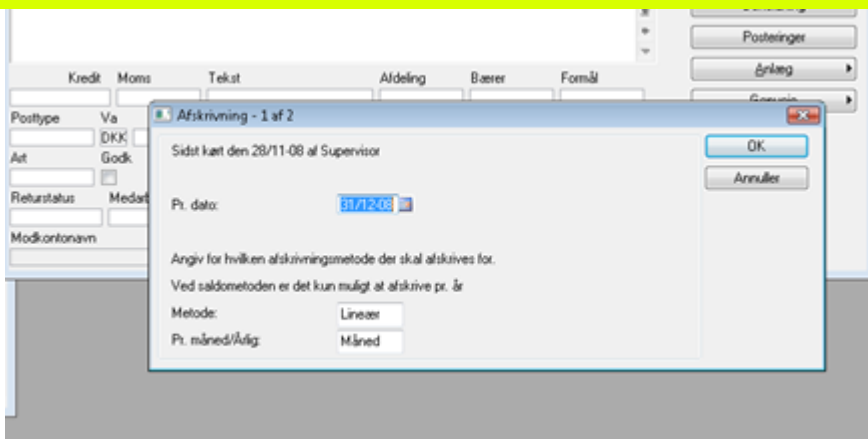 Posteringer
Kredit Moms Tekst Afdeling Bærer Formål
Anlæg
Posttype Va
Afskrivning - 1 af 2
DKK
Art Godk
Sidst kørt den 28/11-08 af Supervisor
OK
Annuller
Returstatus
Pr. dato: 31/12-08
Modkontonavn
Angiv for hvilken afskrivningsmetode der skal afskrives for.
Ved saldometoden er det kun muligt at afskrive pr. år
Metode: Lineær
Pr. måned/Årlig: Måned